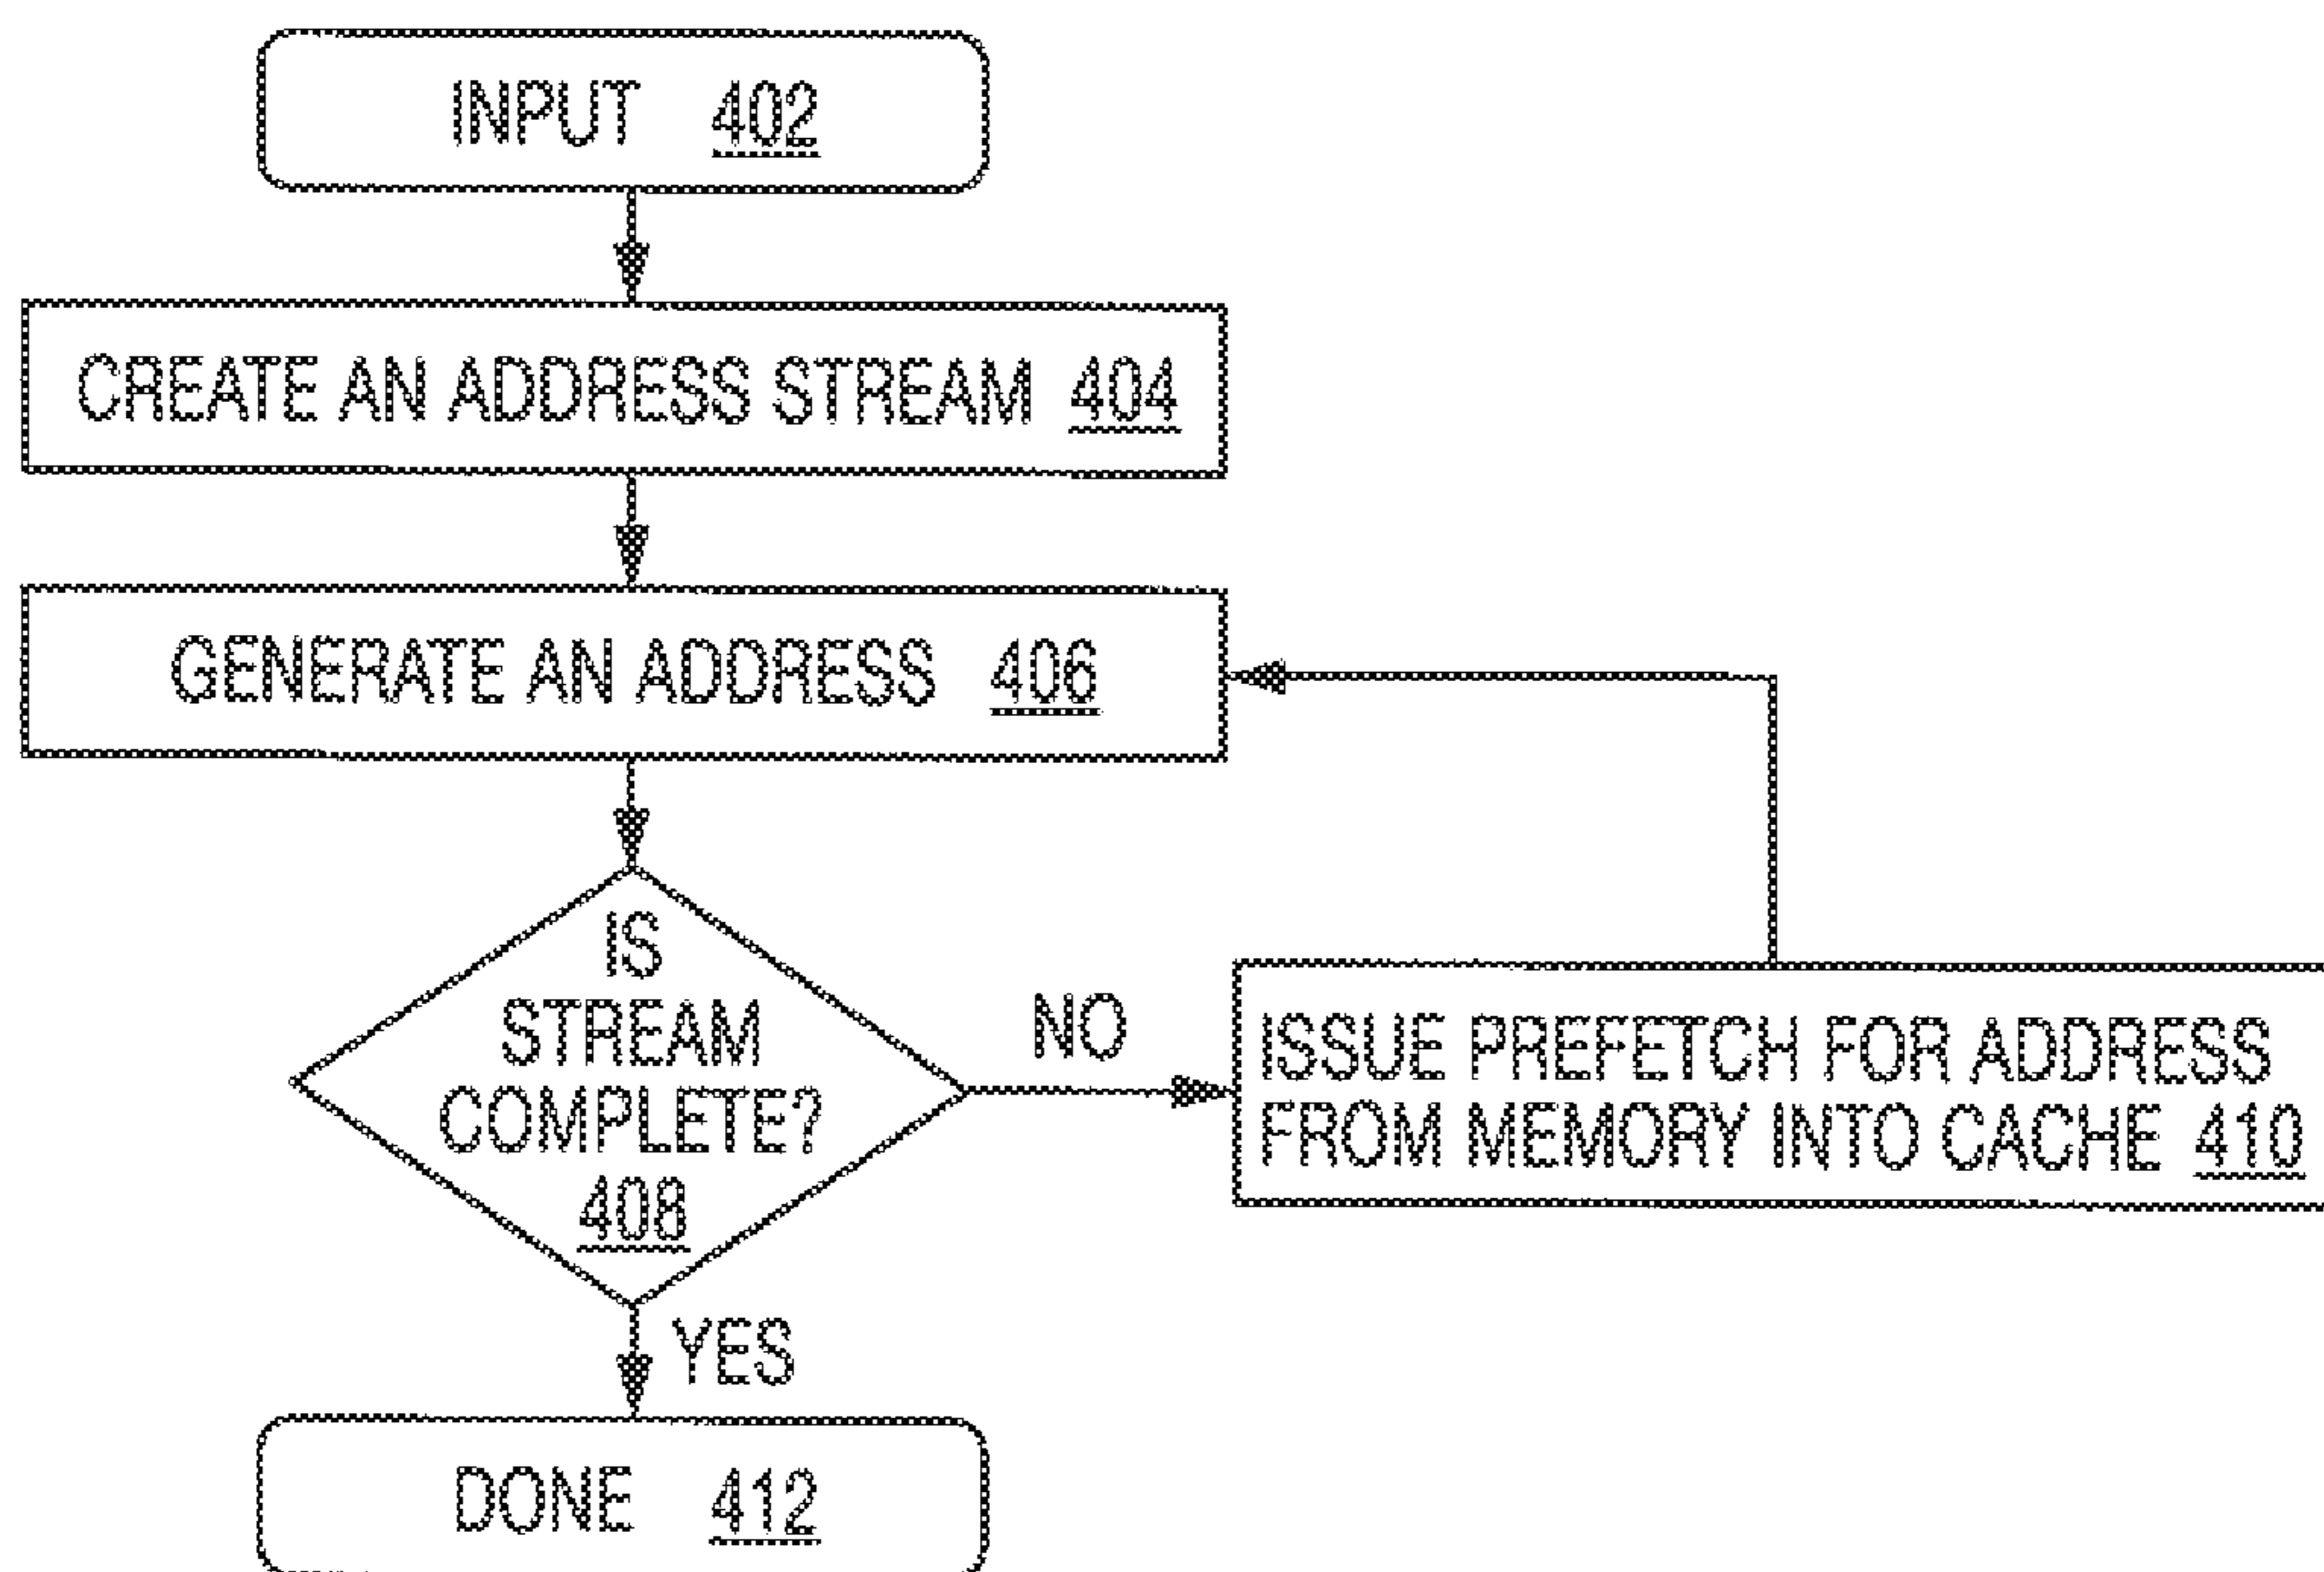 INPUT 402
CREATE AN ADDRESS STREAM 404
GENERATE AN ADDRESS 406
IS
STREAM
COMPLETE?
408
NO
ISSUE PREFETCH FOR ADDRESS
FROM MEMORY INTO CACHE 410
YES
DONE 412